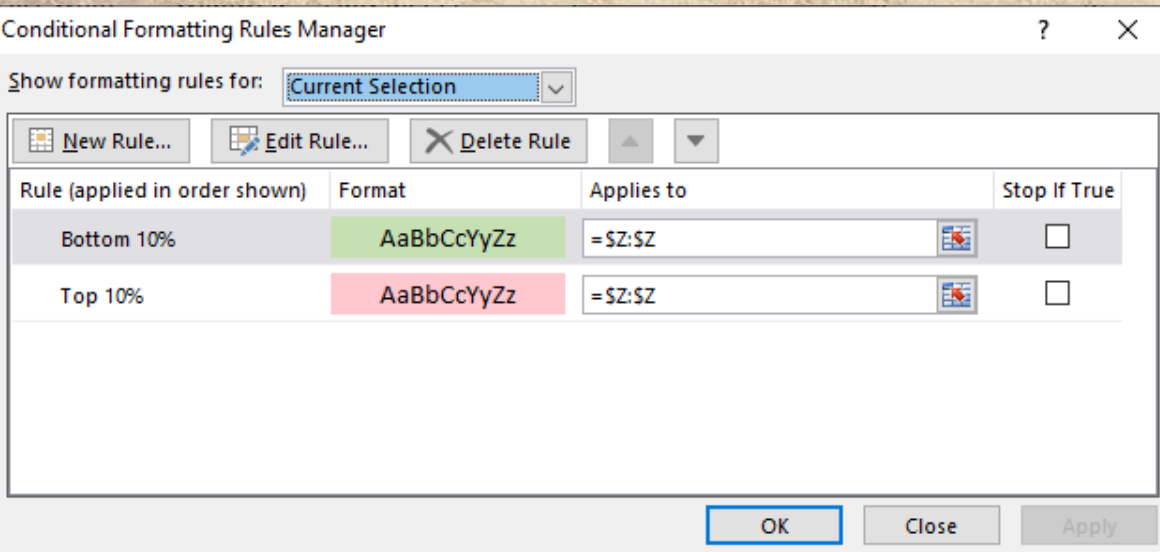 Conditional Formatting Rules Manager ?
Show formatting rules for: Current Selection
New Rule... Edit Rule... Delete Rule
Rule (applied in order shown) Format Applies to Stop If True
Bottom 10% AaBbCcYyZz =$Z:$Z
Top 10% AaBbCcYyZz =$Z:$Z
OK Close Apply